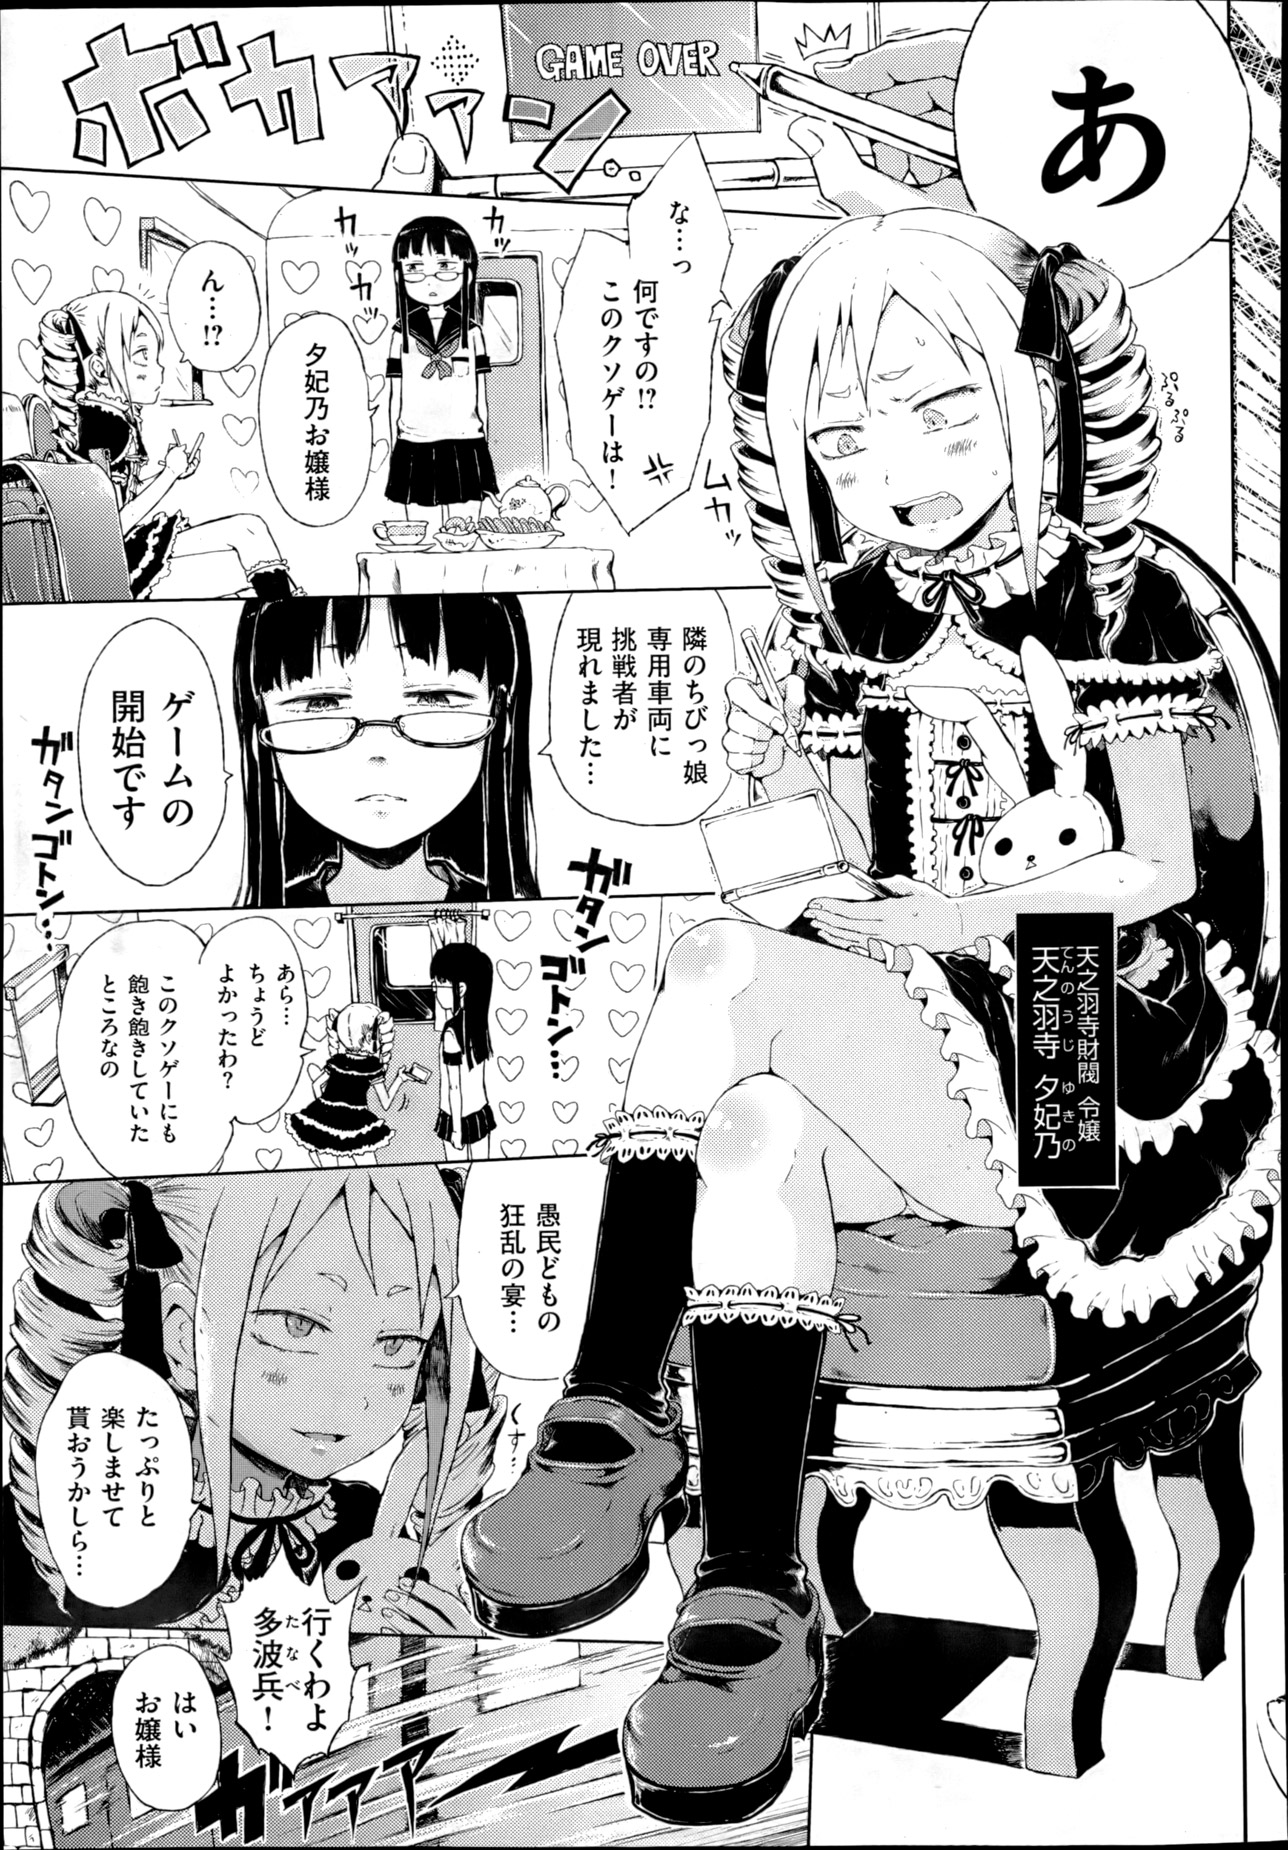 あ
GAME OVER
ボカァァン
な…っ
何ですの!?
このクソゲーは!
ムカッ
ぷるぷる
カッ
カッ
夕妃乃お嬢様
ん…!?
天之羽寺財閥 令嬢
天之羽寺 夕妃乃
てんのうじ ゆきの
隣のちびっ娘
専用車両に
挑戦者が
現れました…
ゲームの
開始です
ガタン
ゴトン…
ガタン
ゴトン…
あら…
ちょうど
よかったわ?
このクソゲーにも
飽き飽きしていた
ところなの
愚民どもの
狂乱の宴…
くす…
たっぷりと
楽しませて
貰おうかしら…
行くわよ
多波兵!
たなべ
はい
お嬢様
ガァァァ